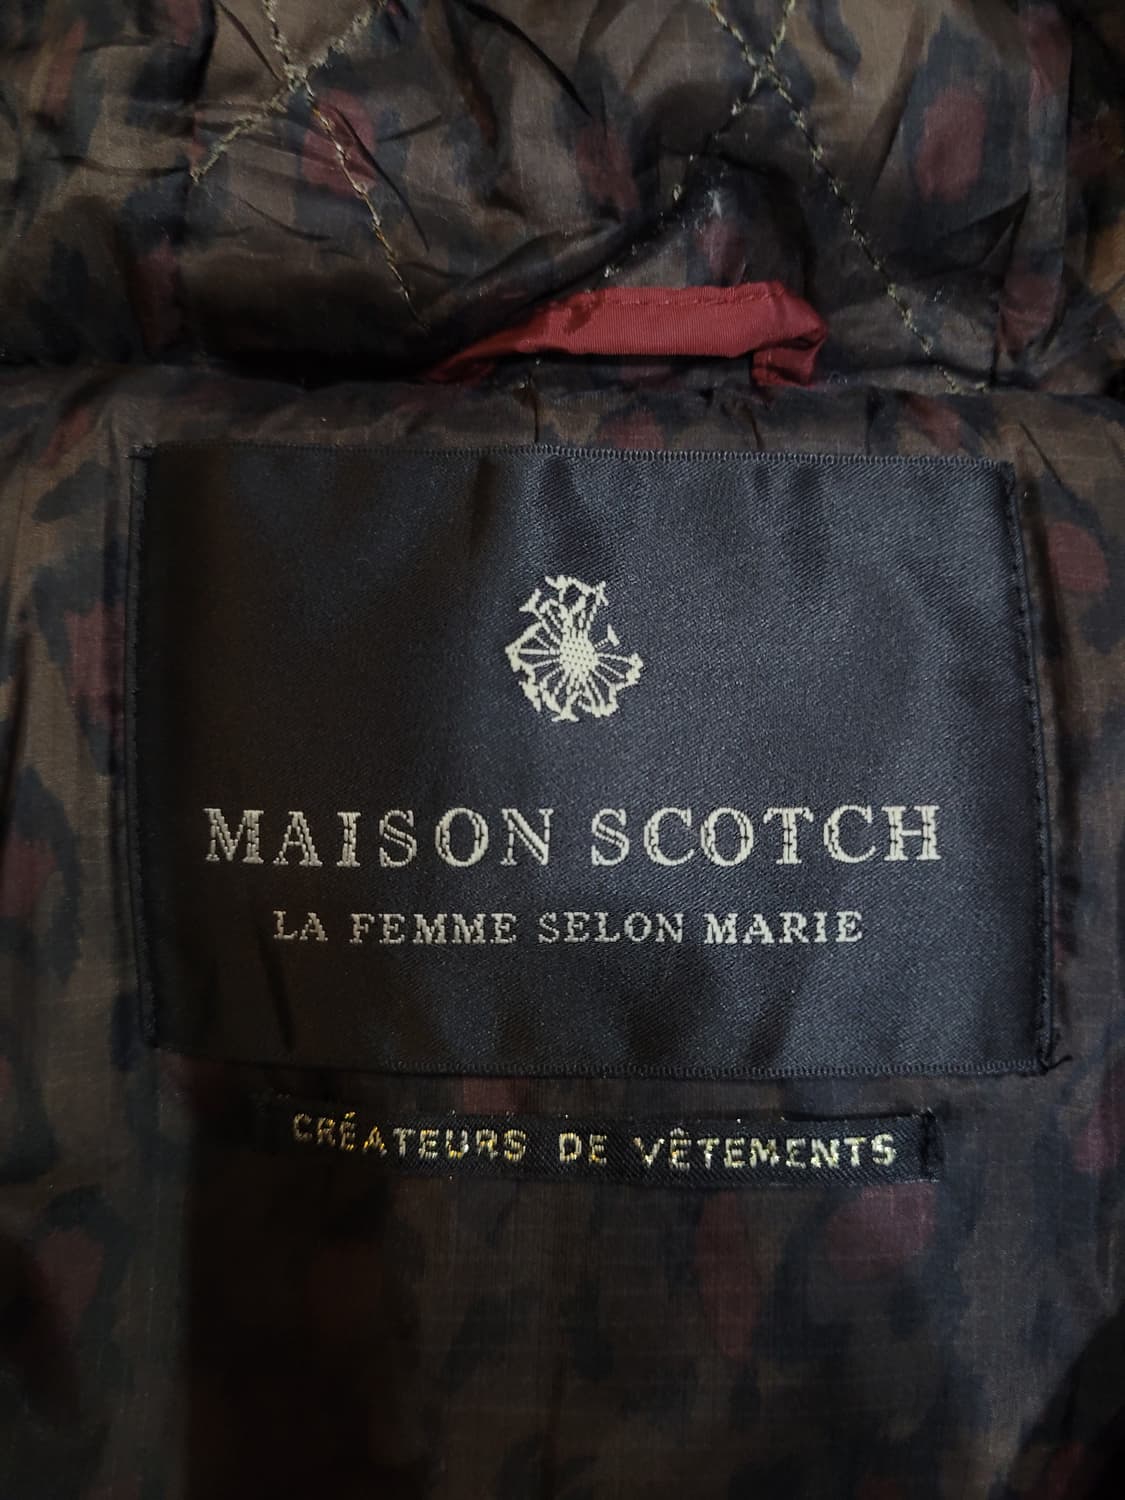 MAISON SCOTCH
LA FEMME SELON MARIE
CRÉATEURS DE VÊTEMENTS